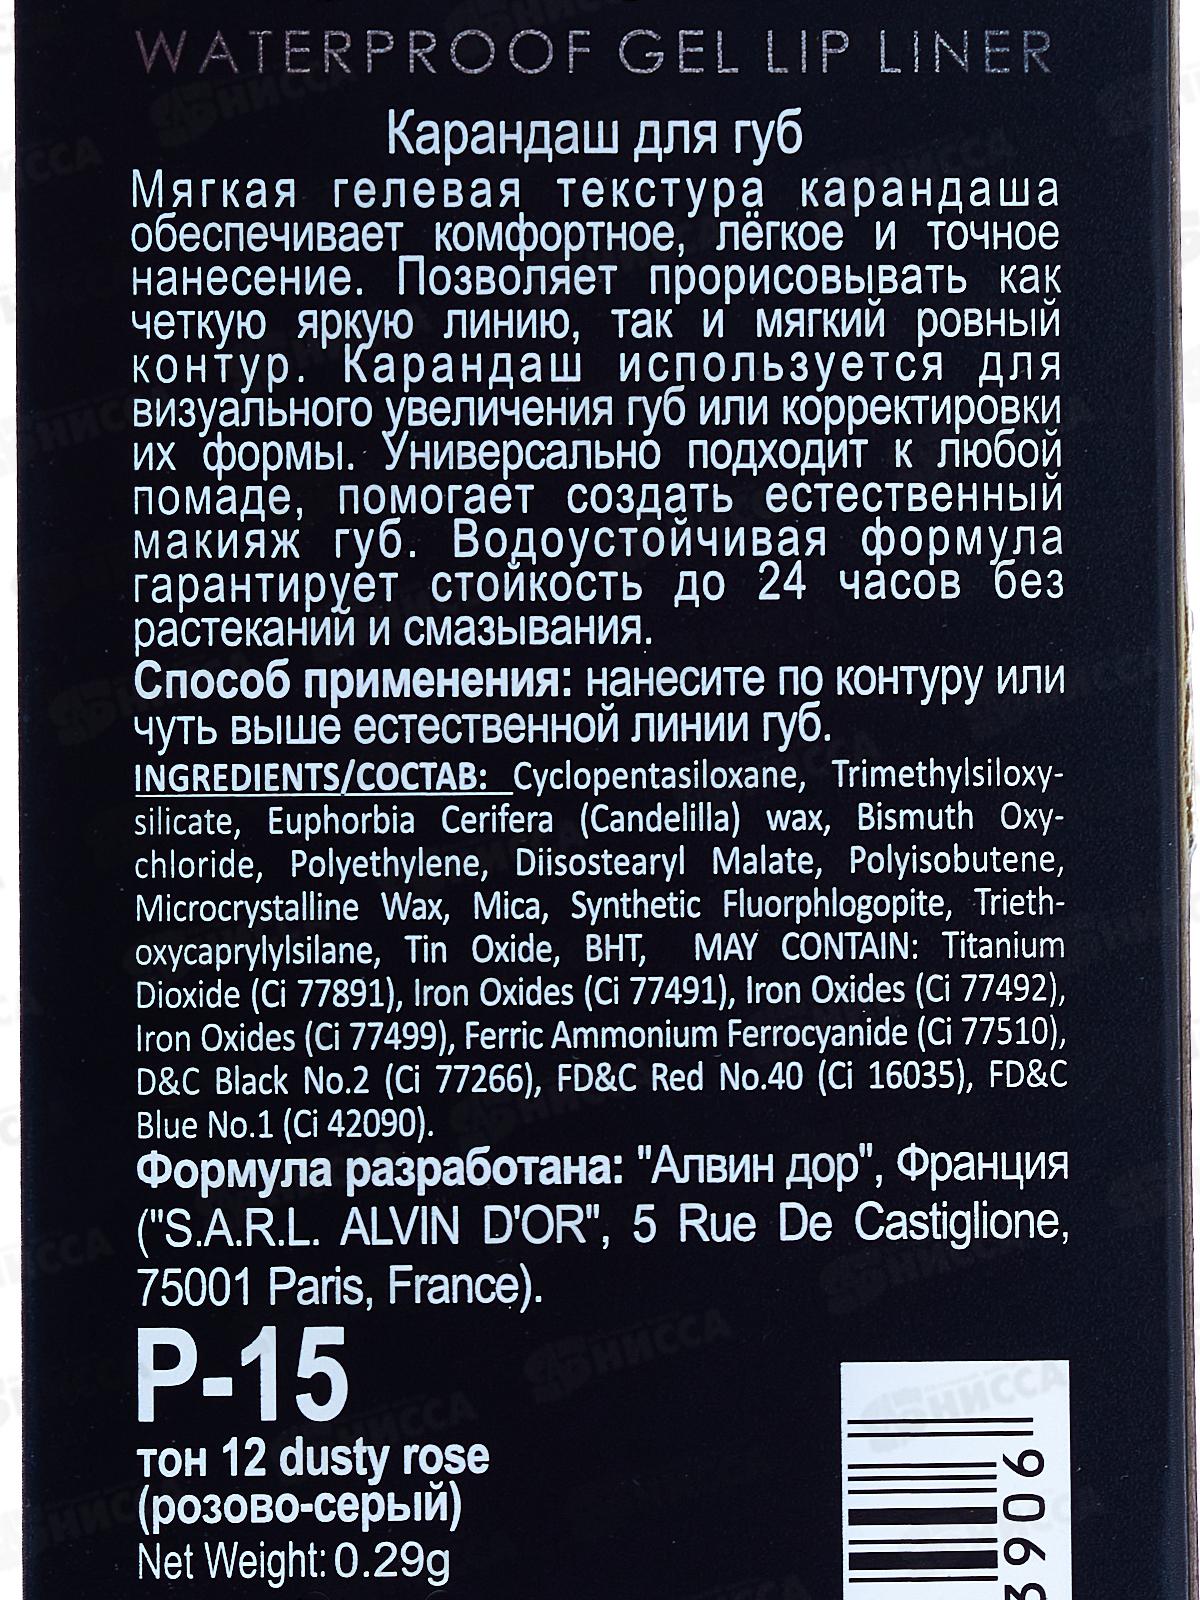 WATERPROOF GEL LIP LINER
Карандаш для губ
Мягкая гелевая текстура карандаша
обеспечивает комфортное, лёгкое и точное
нанесение. Позволяет прорисовывать как
четкую яркую линию, так и мягкий ровный
контур. Карандаш используется для
визуального увеличения губ или корректировки
их формы. Универсально подходит к любой
помаде, помогает создать естественный
макияж губ. Водоустойчивая формула
гарантирует стойкость до 24 часов без
растеканий и смазывания.
Способ применения: нанесите по контуру или
чуть выше естественной линии губ.
INGREDIENTS/СОСТАВ: Cyclopentasiloxane, Trimethylsiloxy-
silicate, Euphorbia Cerifera (Candelilla) wax, Bismuth Oxy-
chloride, Polyethylene, Diisostearyl Malate, Polyisobutene,
Microcrystalline Wax, Mica, Synthetic Fluorphlogopite, Trieth-
oxycaprylylsilane, Tin Oxide, BHT, MAY CONTAIN: Titanium
Dioxide (Ci 77891), Iron Oxides (Ci 77491), Iron Oxides (Ci 77492),
Iron Oxides (Ci 77499), Ferric Ammonium Ferrocyanide (Ci 77510),
D&C Black No.2 (Ci 77266), FD&C Red No.40 (Ci 16035), FD&C
Blue No.1 (Ci 42090).
Формула разработана: "Алвин дор", Франция
("S.A.R.L. ALVIN D'OR", 5 Rue De Castiglione,
75001 Paris, France).
P-15
тон 12 dusty rose
(розово-серый)
Net Weight: 0.29g